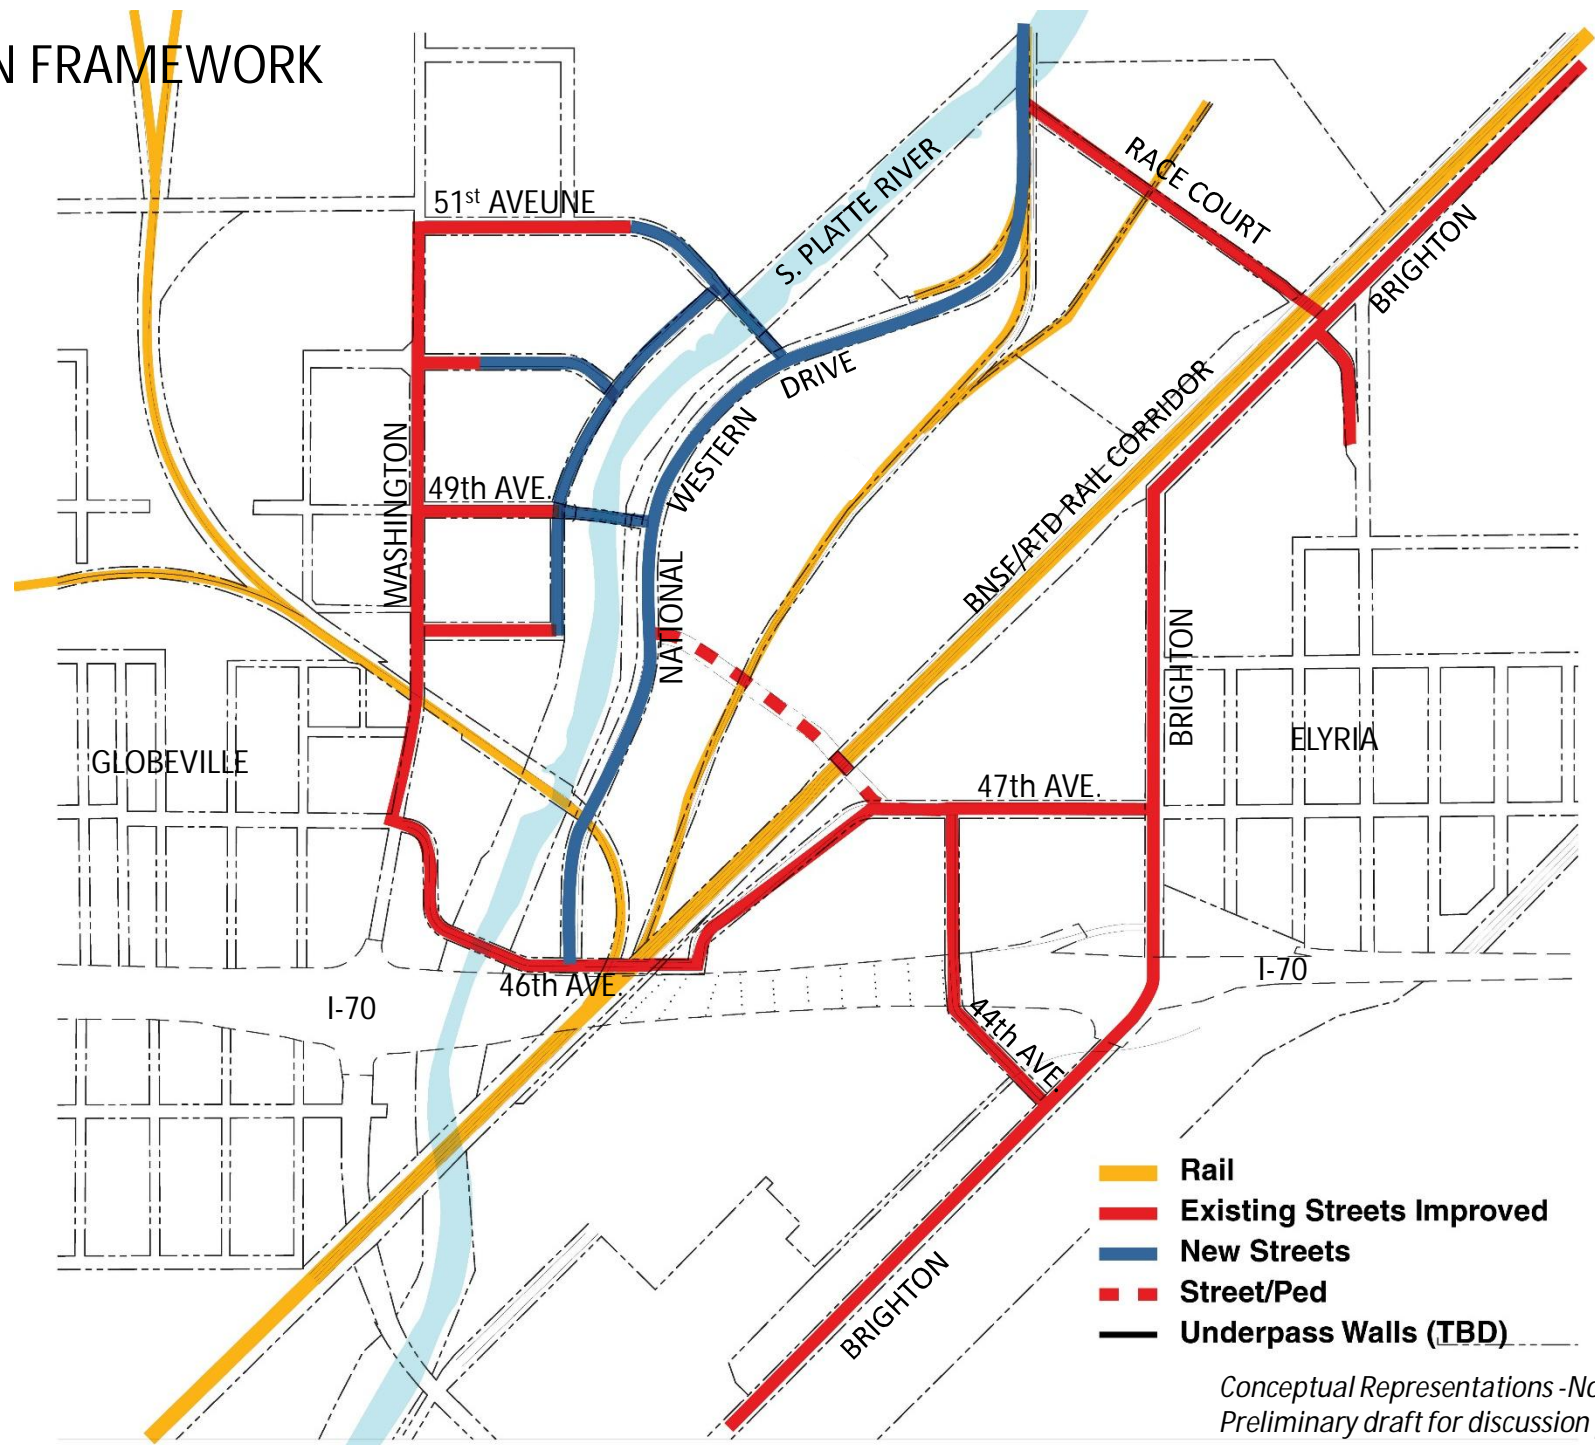 N FRAMEWORK
51st AVEUNE
S. PLATTE RIVER
RACE COURT
BRIGHTON
DRIVE
WESTERN
NATIONAL
WASHINGTON
49th AVE.
BNSF/RTD RAIL CORRIDOR
BRIGHTON
ELYRIA
GLOBEVILLE
47th AVE.
46th AVE.
I-70
I-70
44th AVE.
BRIGHTON
Rail
Existing Streets Improved
New Streets
Street/Ped
Underpass Walls (TBD)
Conceptual Representations -No
Preliminary draft for discussion